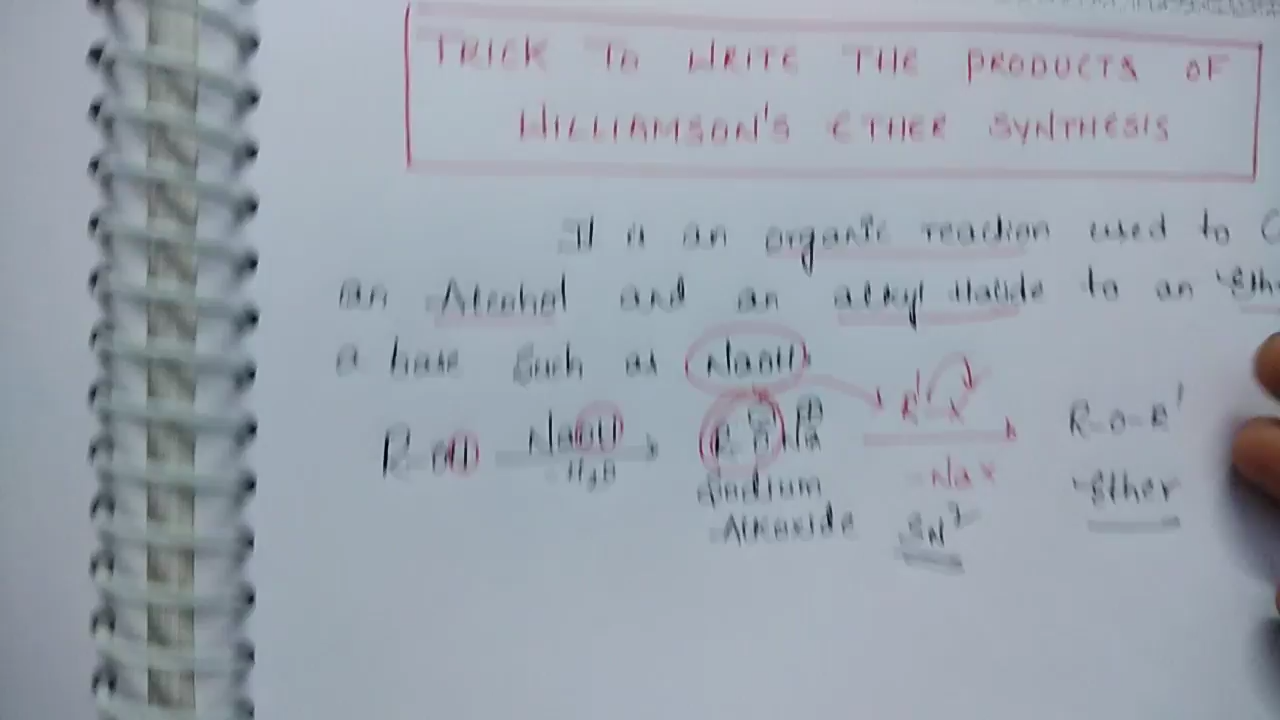 TRICK TO WRITE THE PRODUCTS OF
WILLIAMSON'S ETHER SYNTHESIS
It is an organic reaction used to
an Alcohol and an alkyl Halide to an Eth
a base such as NaOH
R-OH NaOH -H2O R-O Na R'-X -NaX R-O-R'
Sodium Ether
Alkoxide SN2